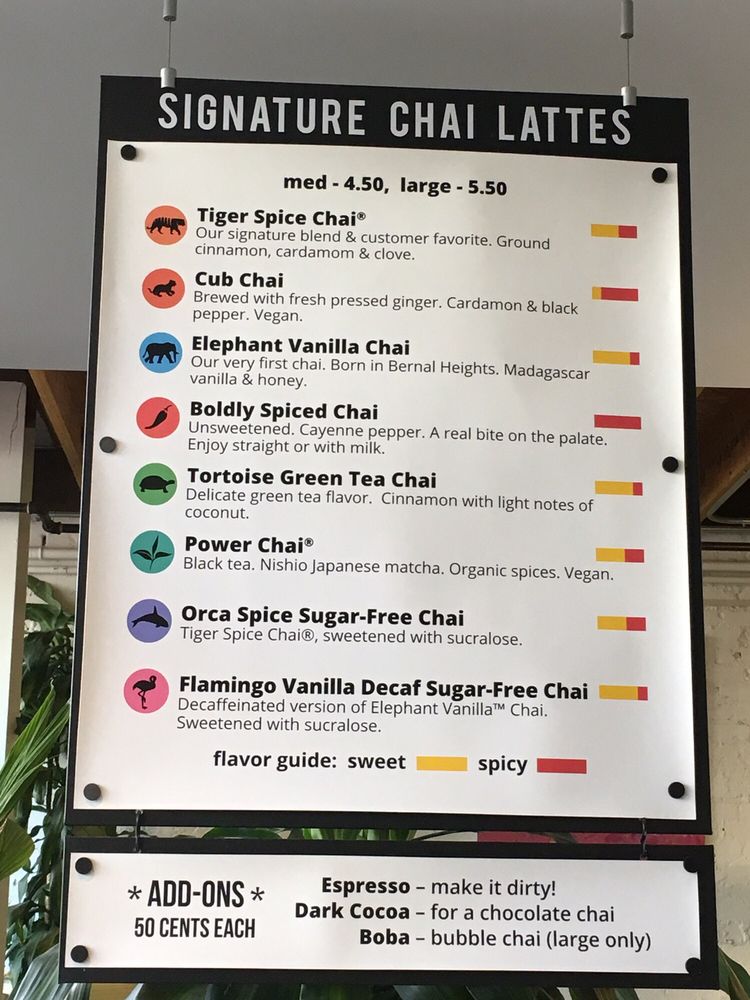 SIGNATURE CHAI LATTES
med - 4.50, large - 5.50
Tiger Spice Chai®
Our signature blend & customer favorite. Ground
cinnamon, cardamom & clove.
Cub Chai
Brewed with fresh pressed ginger. Cardamon & black
pepper. Vegan.
Elephant Vanilla Chai
Our very first chai. Born in Bernal Heights. Madagascar
vanilla & honey.
Boldly Spiced Chai
Unsweetened. Cayenne pepper. A real bite on the palate.
Enjoy straight or with milk.
Tortoise Green Tea Chai
Delicate green tea flavor. Cinnamon with light notes of
coconut.
Power Chai®
Black tea. Nishio Japanese matcha. Organic spices. Vegan.
Orca Spice Sugar-Free Chai
Tiger Spice Chai®, sweetened with sucralose.
Flamingo Vanilla Decaf Sugar-Free Chai
Decaffeinated version of Elephant Vanilla™ Chai.
Sweetened with sucralose.
flavor guide: sweet spicy
* ADD-ONS *
50 CENTS EACH
Espresso – make it dirty!
Dark Cocoa – for a chocolate chai
Boba – bubble chai (large only)